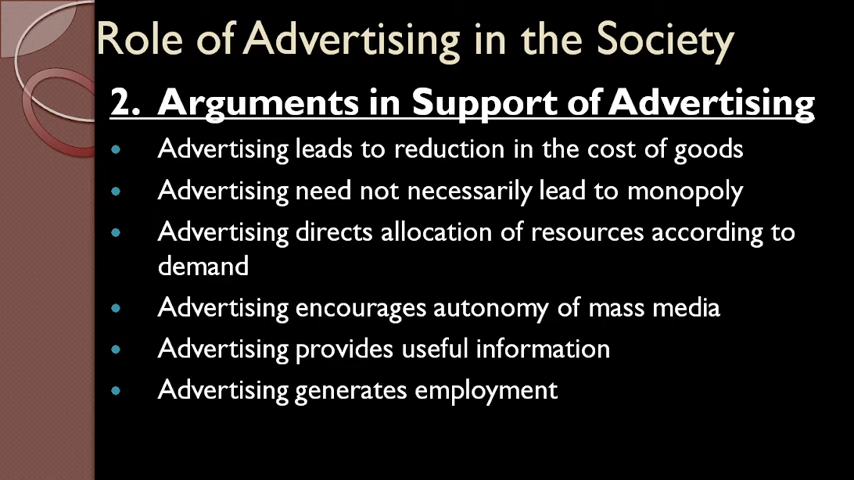 Role of Advertising in the Society
2. Arguments in Support of Advertising
• Advertising leads to reduction in the cost of goods
• Advertising need not necessarily lead to monopoly
• Advertising directs allocation of resources according to
demand
• Advertising encourages autonomy of mass media
• Advertising provides useful information
• Advertising generates employment